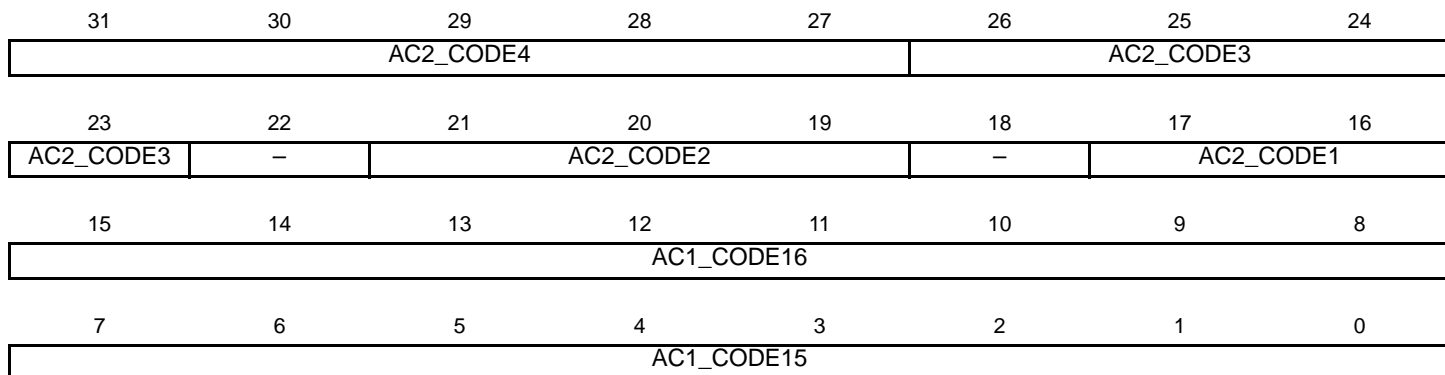 31 30 29 28 27 26 25 24
AC2_CODE4 AC2_CODE3
23 22 21 20 19 18 17 16
AC2_CODE3 – AC2_CODE2 – AC2_CODE1
15 14 13 12 11 10 9 8
AC1_CODE16
7 6 5 4 3 2 1 0
AC1_CODE15